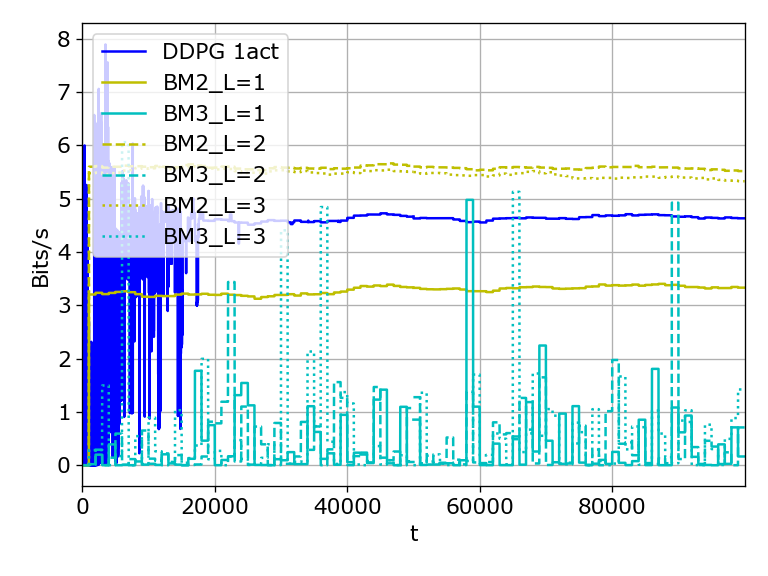 8
7
6
5
4
3
2
1
0
Bits/s
DDPG 1act
BM2_L=1
BM3_L=1
BM2_L=2
BM3_L=2
BM2_L=3
BM3_L=3
0 20000 40000 60000 80000
t